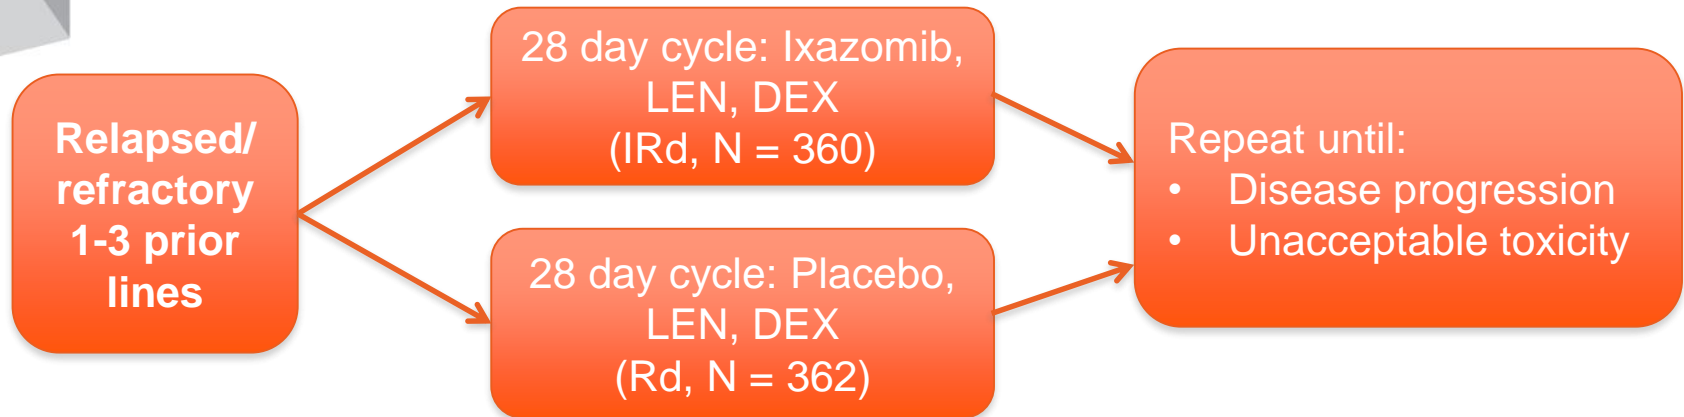 Relapsed/
refractory
1-3 prior
lines
28 day cycle: Ixazomib,
LEN, DEX
(IRd, N = 360)
28 day cycle: Placebo,
LEN, DEX
(Rd, N = 362)
Repeat until:
• Disease progression
• Unacceptable toxicity